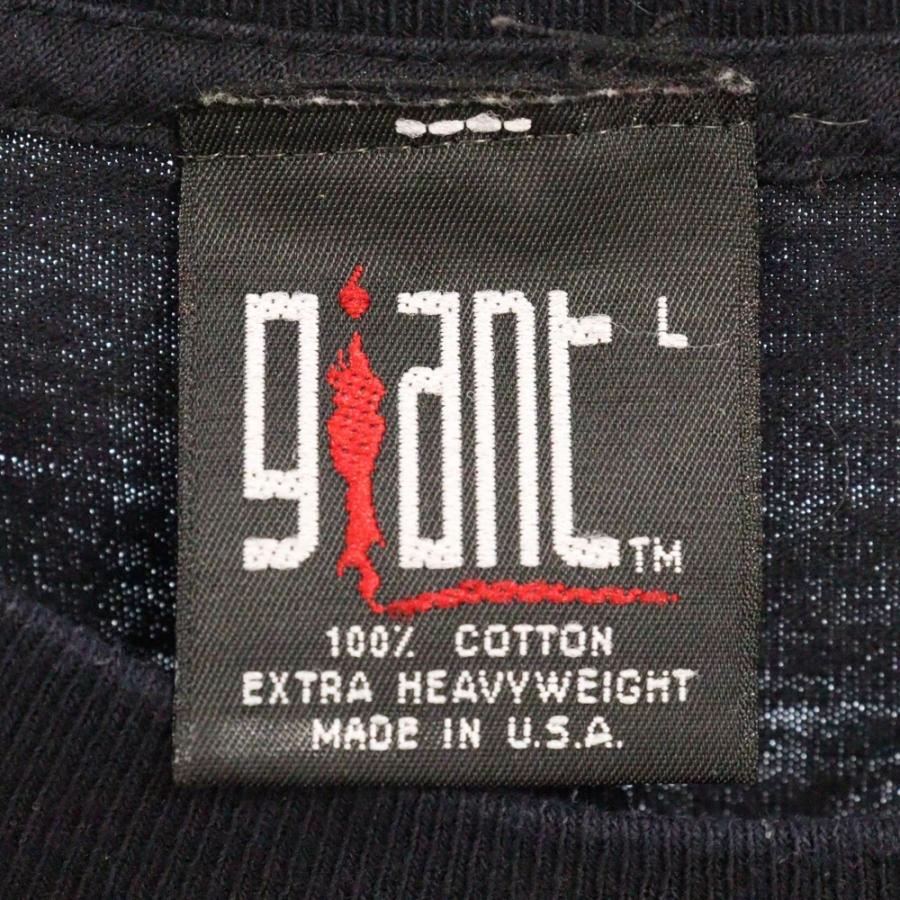 giant L
TM
100% COTTON
EXTRA HEAVYWEIGHT
MADE IN U.S.A.